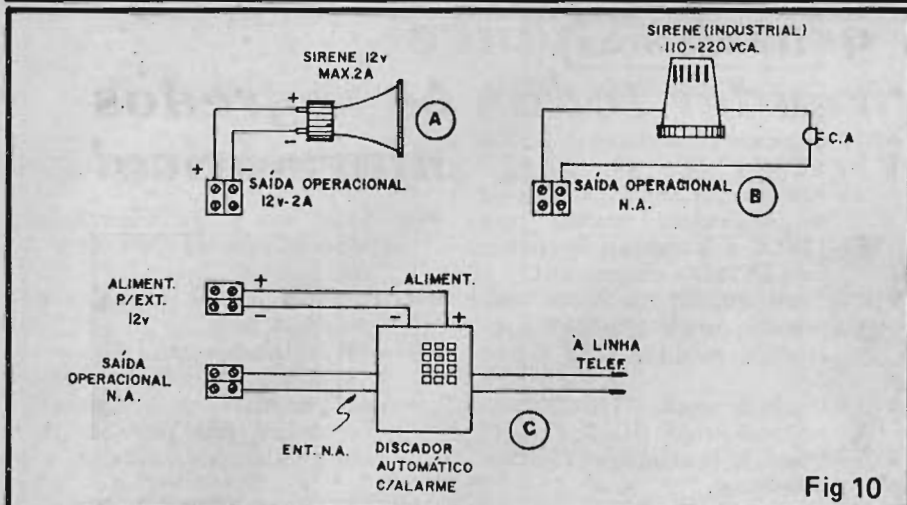 SIRENE 12v
MAX.2A
+
-
A
+ -
SAÍDA OPERACIONAL
12v-2A
SIRENE (INDUSTRIAL)
110-220 VCA.
C.A
SAÍDA OPERACIONAL
N.A.
B
ALIMENT.
P/EXT.
12v
+
-
ALIMENT.
- +
SAÍDA
OPERACIONAL
N.A.
ENT. N.A.
DISCADOR
AUTOMÁTICO
C/ALARME
À LINHA
TELEF.
C
Fig 10